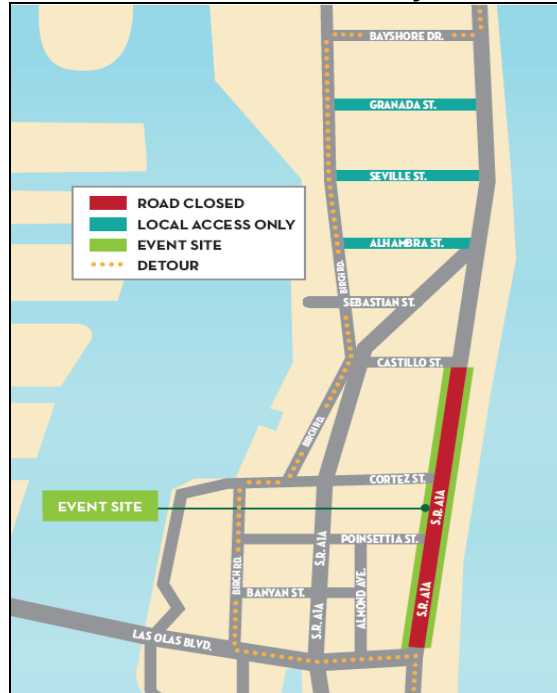 BAYSHORE DR.
GRANADA ST.
SEVILLE ST.
ROAD CLOSED
LOCAL ACCESS ONLY
EVENT SITE
DETOUR
ALHAMBRA ST.
BIRCH RD.
SEBASTIAN ST.
CASTILLO ST.
BIRCH RD.
CORTEZ ST.
EVENT SITE
S.R. A1A
POINSETTIA ST.
S.R. A1A
BIRCH RD.
BANYAN ST.
ALMOND AVE.
S.R. A1A
S.R. A1A
LAS OLAS BLVD.